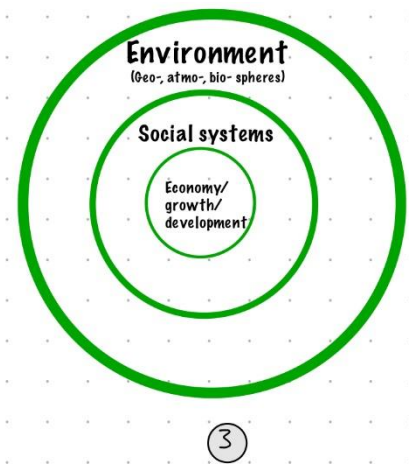 Environment
(Geo-, atmo-, bio- spheres)
Social systems
Economy/
growth/
development
3